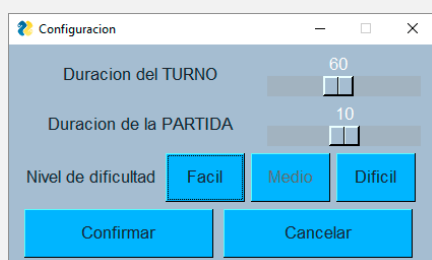 Configuracion
60
Duracion del TURNO
10
Duracion de la PARTIDA
Nivel de dificultad Facil Medio Dificil
Confirmar Cancelar